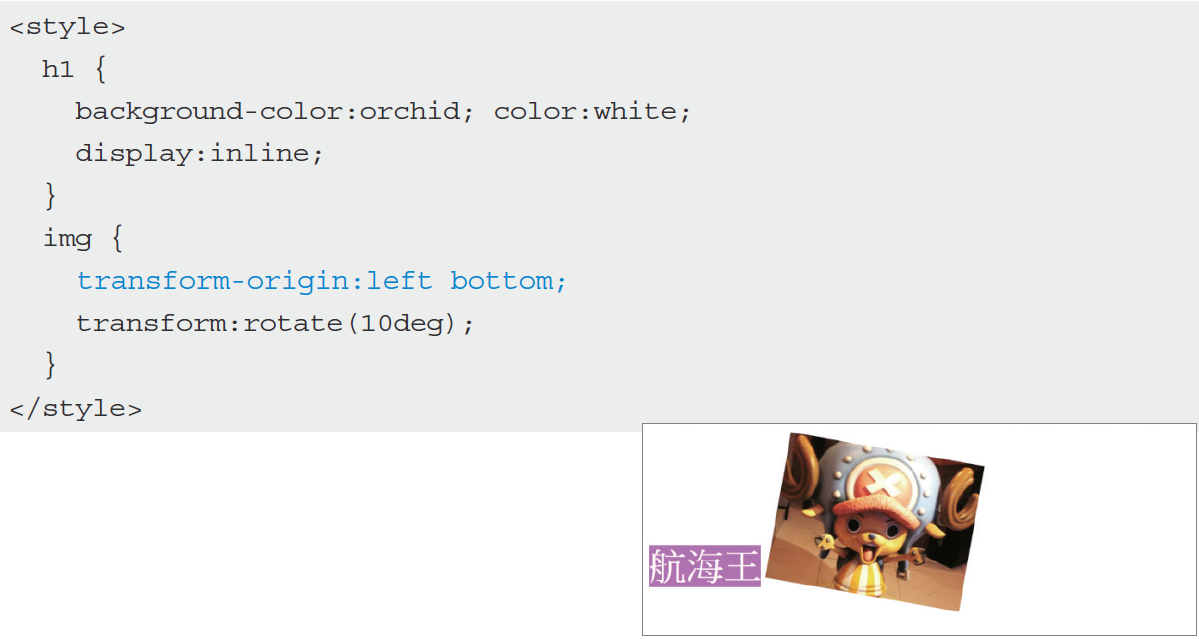 <style>
h1 {
background-color:orchid; color:white;
display:inline;
}
img {
transform-origin:left bottom;
transform:rotate(10deg);
}
</style>
航海王